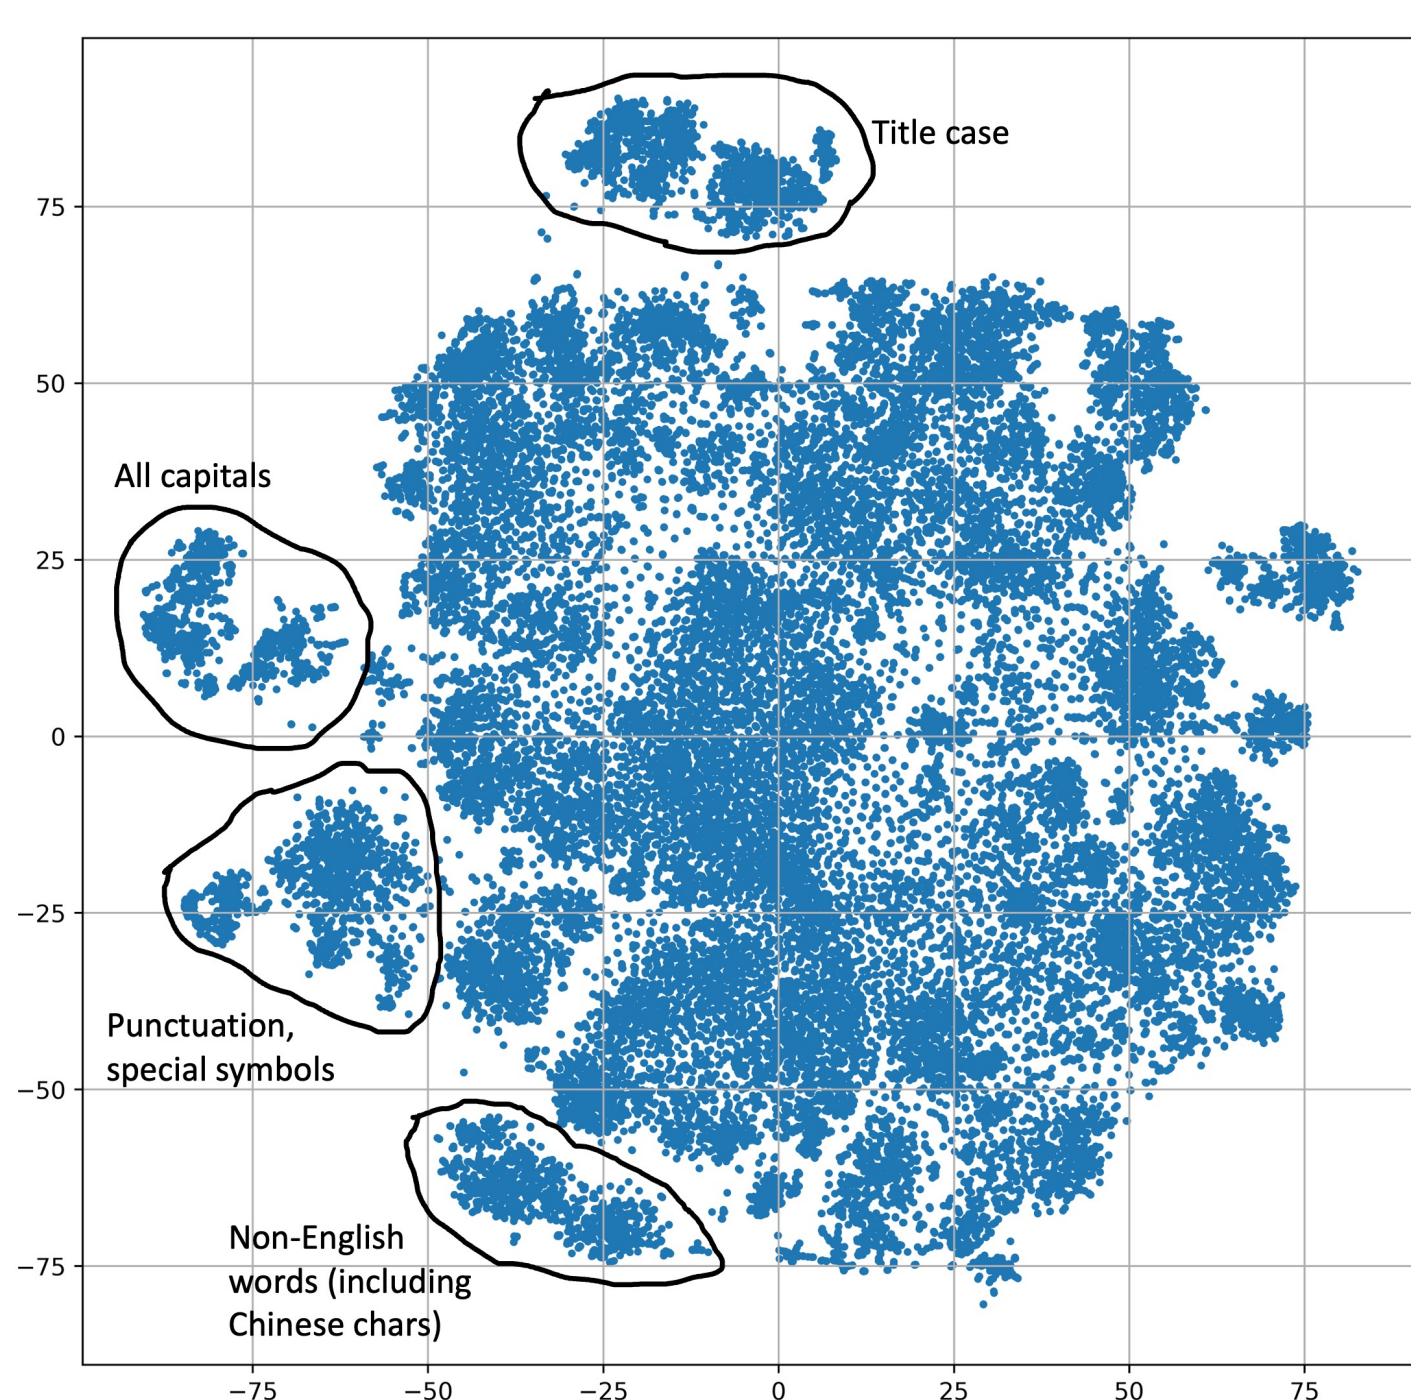 Title case
75
50
All capitals
25
0
−25
Punctuation,
special symbols
−50
Non-English
words (including
Chinese chars)
−75
−75 −50 −25 0 25 50 75